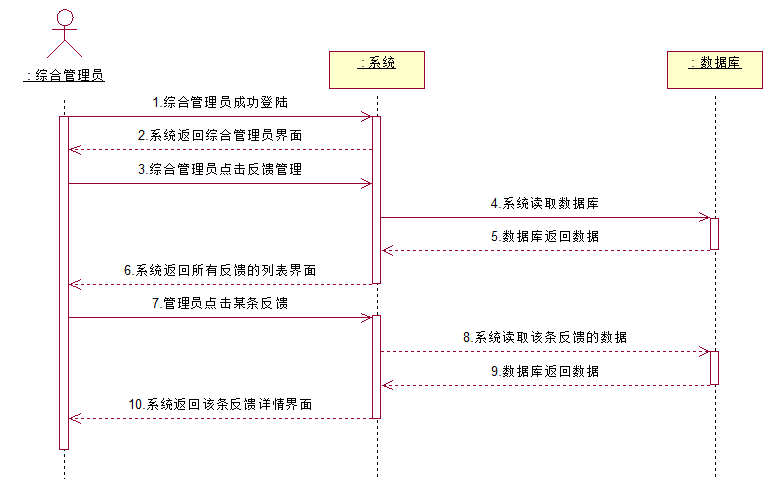 : 综合管理员
: 系统
: 数据库
1.综合管理员成功登陆
2.系统返回综合管理员界面
3.综合管理员点击反馈管理
4.系统读取数据库
5.数据库返回数据
6.系统返回所有反馈的列表界面
7.管理员点击某条反馈
8.系统读取该条反馈的数据
9.数据库返回数据
10.系统返回该条反馈详情界面